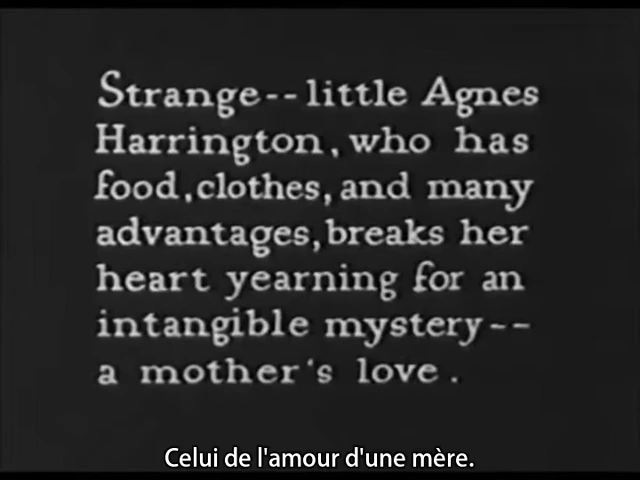 Strange--little Agnes
Harrington, who has
food, clothes, and many
advantages, breaks her
heart yearning for an
intangible mystery--
a mother's love.
Celui de l'amour d'une mère.